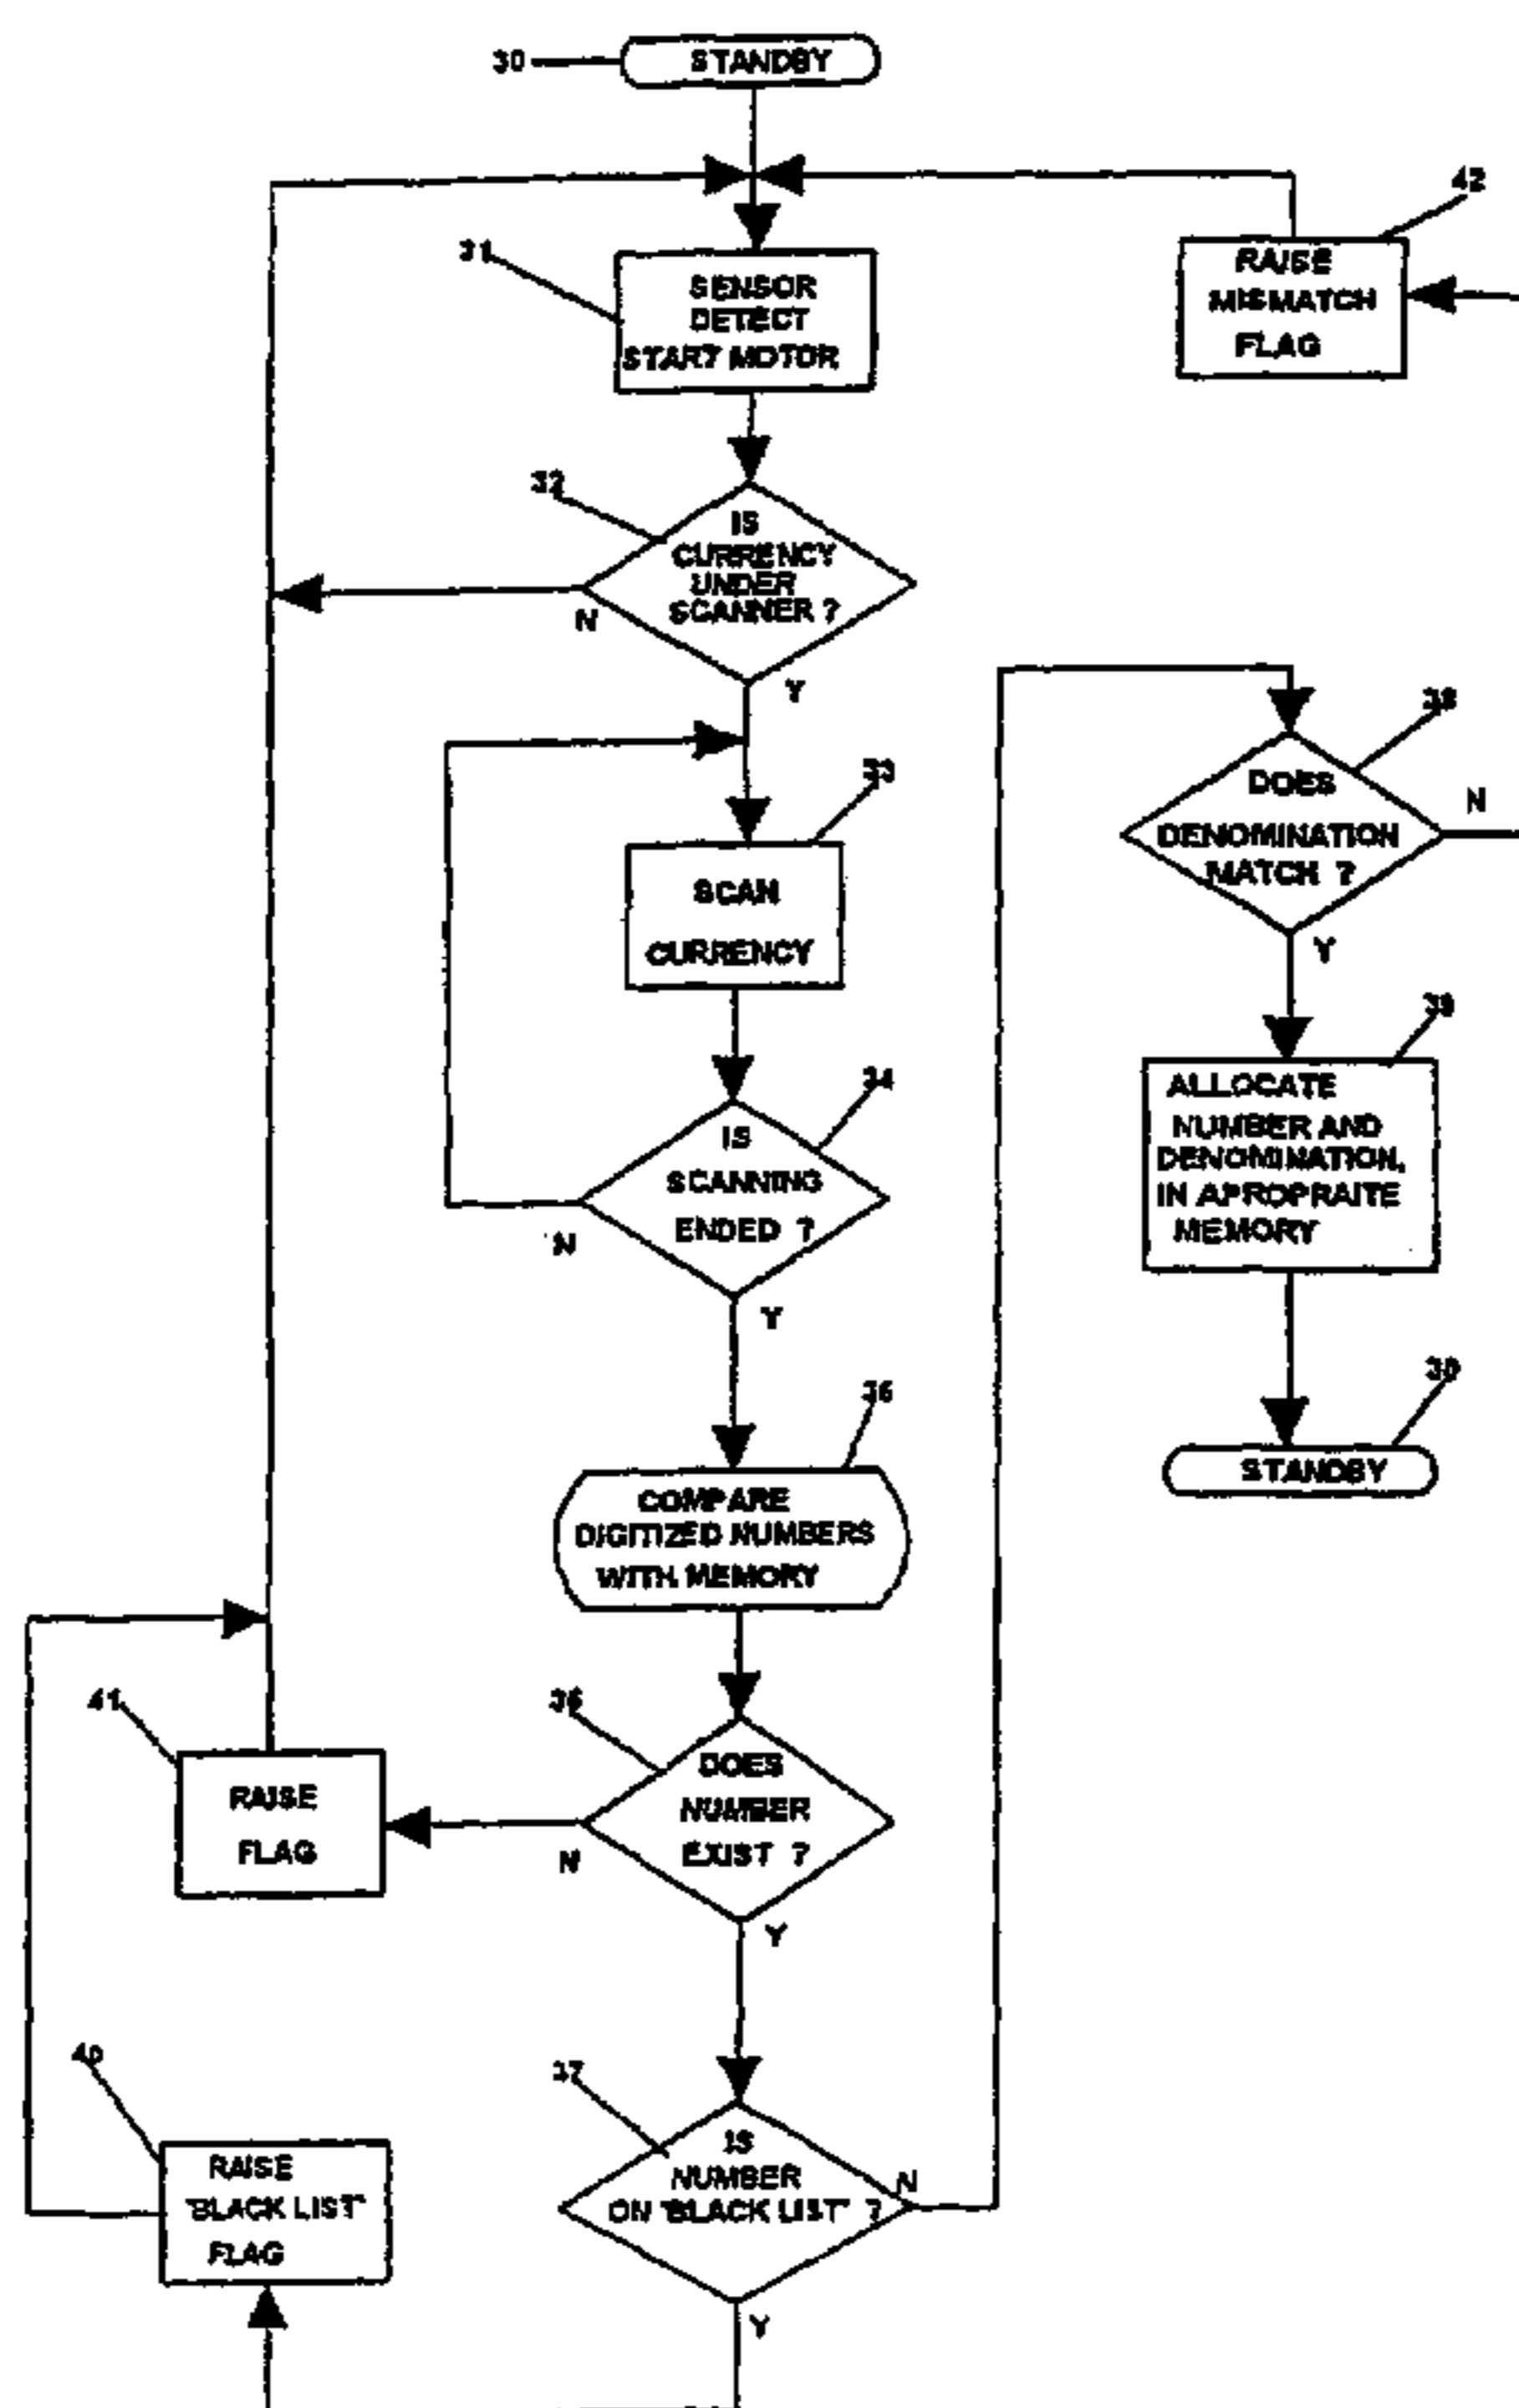 30
STANDBY
42
31
SENSOR
DETECT
START MOTOR
RAISE
MISMATCH
FLAG
32
IS
CURRENCY
UNDER
SCANNER ?
N
Y
38
DOES
DENOMINATION
MATCH ?
N
Y
33
SCAN
CURRENCY
39
ALLOCATE
NUMBER AND
DENOMINATION,
IN APROPRAITE
MEMORY
34
IS
SCANNING
ENDED ?
N
Y
30
STANDBY
COMPARE
DIGITIZED NUMBERS
WITH MEMORY
41
RAISE
FLAG
36
DOES
NUMBER
EXIST ?
N
Y
40
RAISE
"BLACK LIST"
FLAG
37
IS
NUMBER
ON "BLACK LIST" ?
N
Y